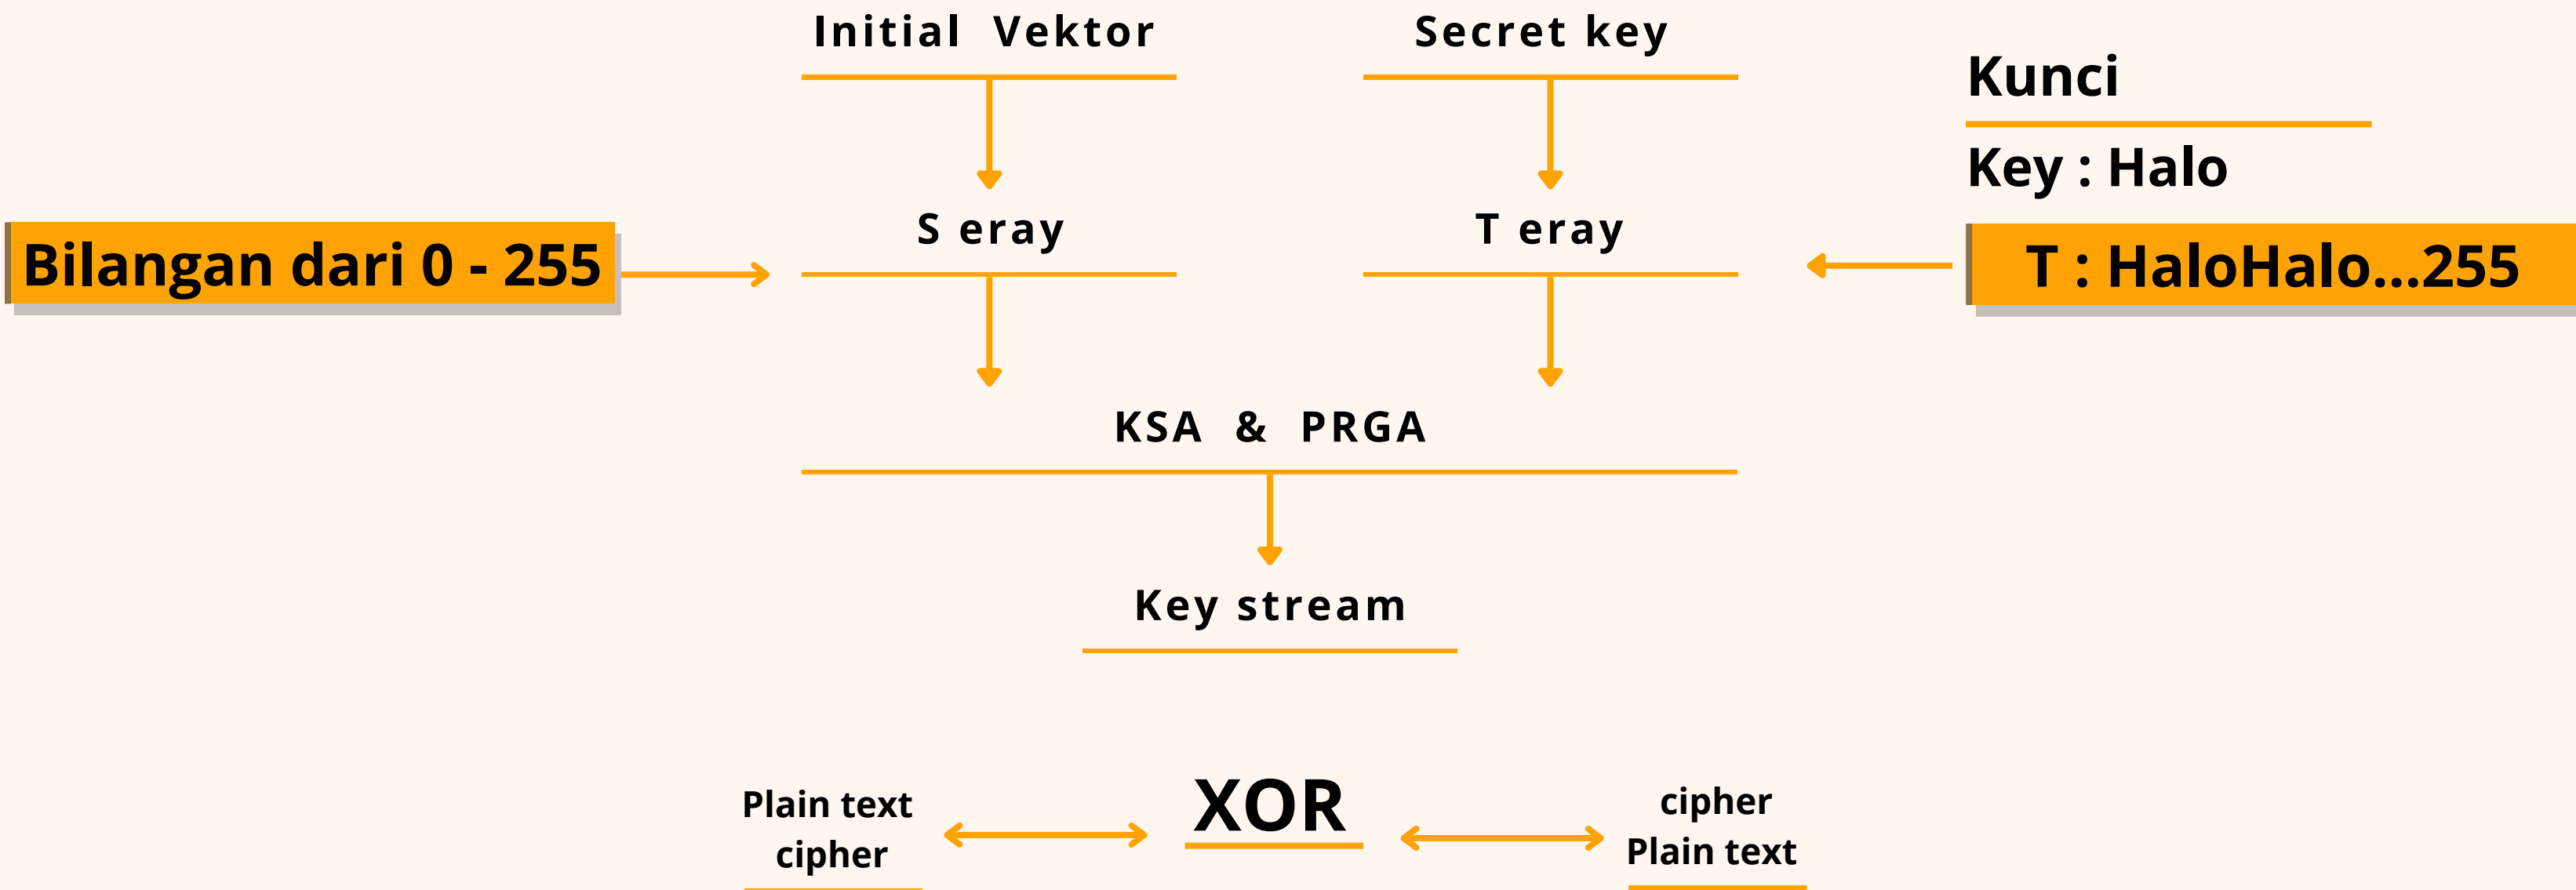 Initial Vektor
Secret key
Kunci
Key : Halo
Bilangan dari 0 - 255
S eray
T eray
T : HaloHalo...255
KSA & PRGA
Key stream
XOR
Plain text
cipher
cipher
Plain text